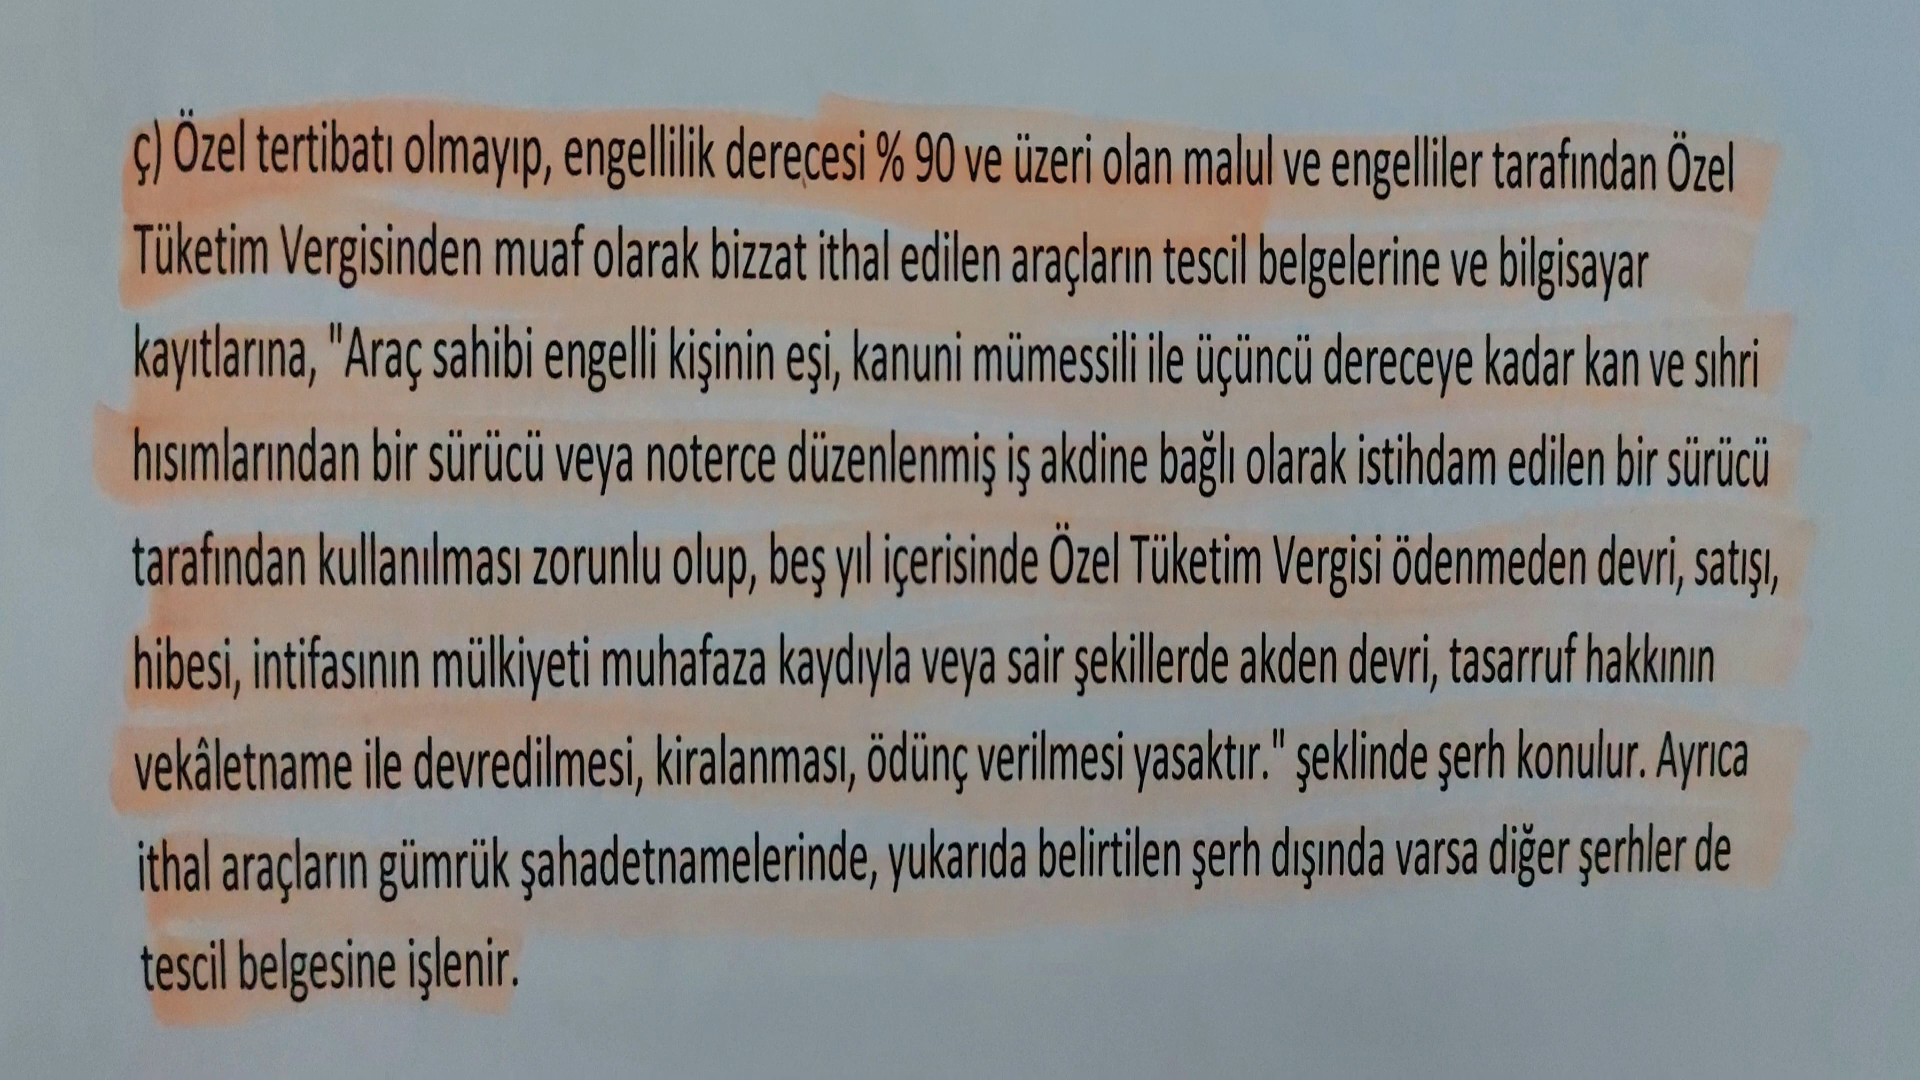 ç) Özel tertibatı olmayıp, engellilik derecesi % 90 ve üzeri olan malul ve engelliler tarafından Özel
Tüketim Vergisinden muaf olarak bizzat ithal edilen araçların tescil belgelerine ve bilgisayar
kayıtlarına, "Araç sahibi engelli kişinin eşi, kanuni mümessili ile üçüncü dereceye kadar kan ve sıhri
hısımlarından bir sürücü veya noterce düzenlenmiş iş akdine bağlı olarak istihdam edilen bir sürücü
tarafından kullanılması zorunlu olup, beş yıl içerisinde Özel Tüketim Vergisi ödenmeden devri, satışı,
hibesi, intifasının mülkiyeti muhafaza kaydıyla veya sair şekillerde akden devri, tasarruf hakkının
vekâletname ile devredilmesi, kiralanması, ödünç verilmesi yasaktır." şeklinde şerh konulur. Ayrıca
ithal araçların gümrük şahadetnamelerinde, yukarıda belirtilen şerh dışında varsa diğer şerhler de
tescil belgesine işlenir.